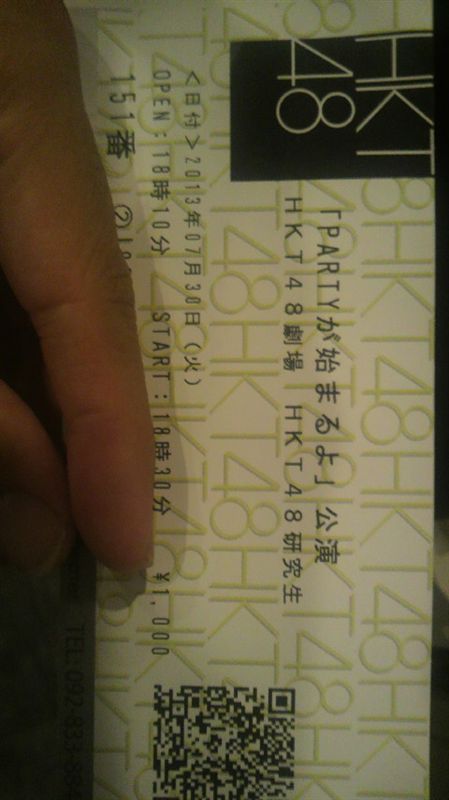 HKT
48
「PARTYが始まるよ」公演
HKT48劇場 HKT48研究生
<日付>2013年07月30日(火)
OPEN:18時10分 START:18時30分 ¥1,000
151番
TEL:092-833-